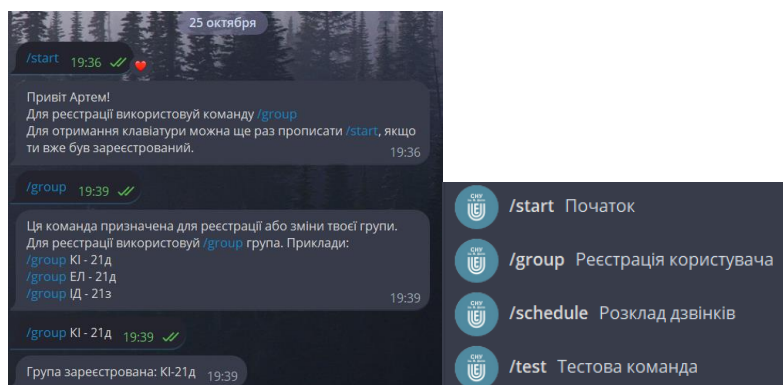 25 октября
/start 19:36
Привіт Артем!
Для реєстрації використовуй команду /group
Для отримання клавіатури можна ще раз прописати /start, якщо
ти вже був зареєстрований.
19:36
/group 19:39
Ця команда призначена для реєстрації або зміни твоєї групи.
Для реєстрації використовуй /group група. Приклади:
/group КІ - 21д
/group ЕЛ - 21д
/group ІД - 21з
19:39
/group КІ - 21д 19:39
Група зареєстрована: КІ-21д 19:39
/start Початок
/group Реєстрація користувача
/schedule Розклад дзвінків
/test Тестова команда